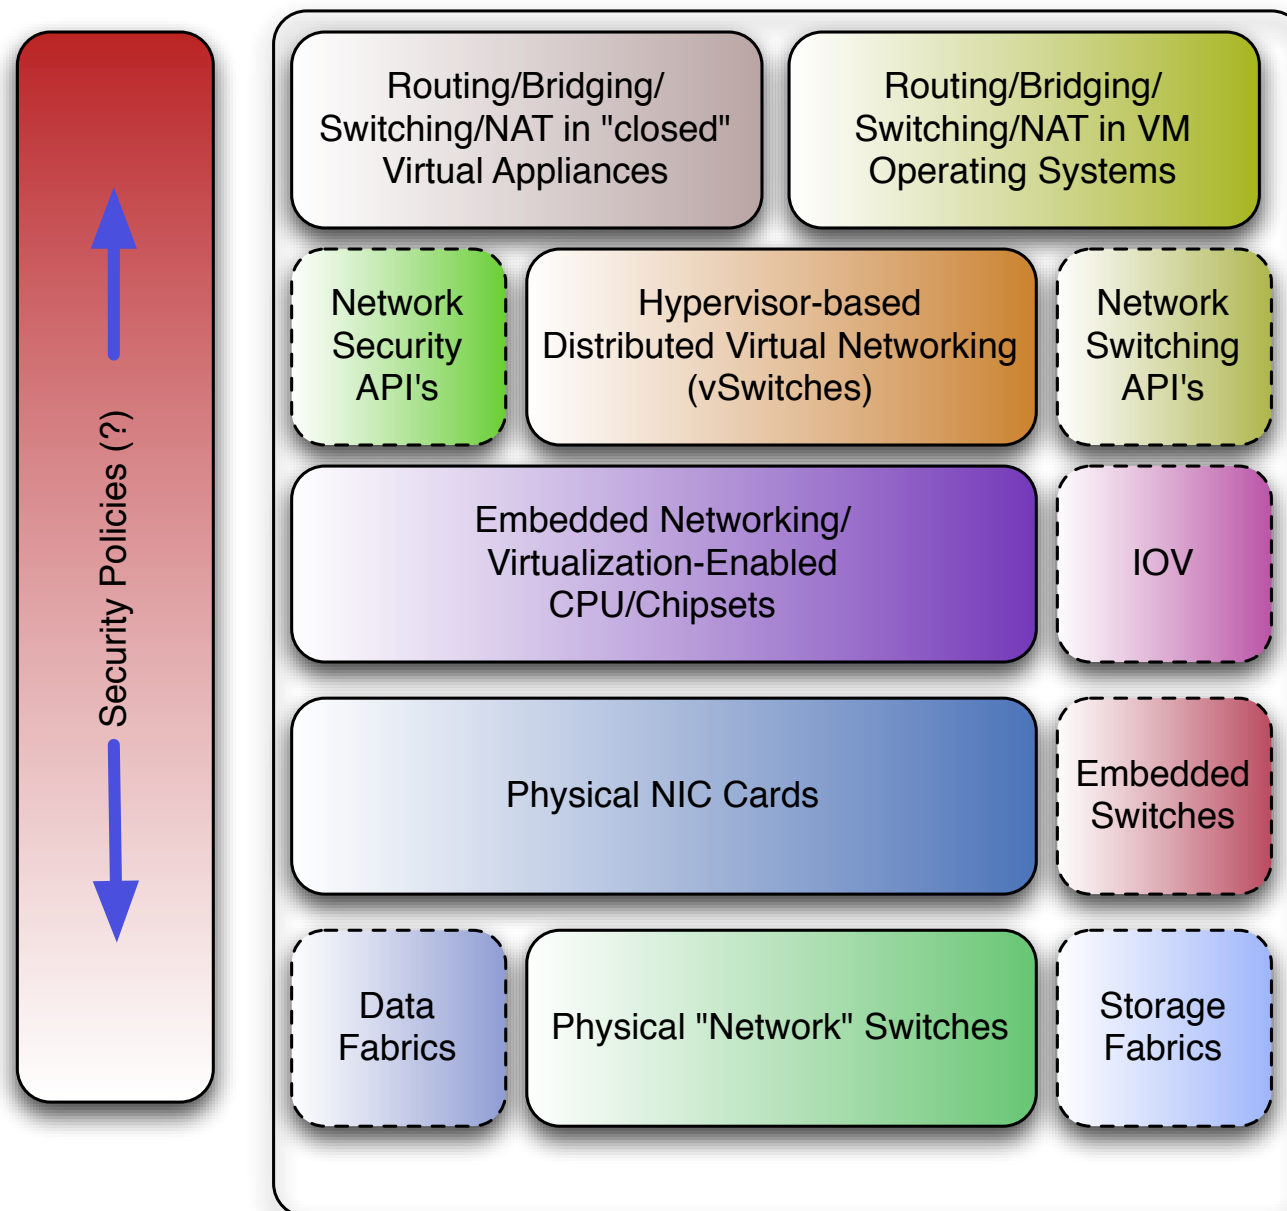 Security Policies (?)
Routing/Bridging/
Switching/NAT in "closed"
Virtual Appliances
Routing/Bridging/
Switching/NAT in VM
Operating Systems
Network
Security
API's
Hypervisor-based
Distributed Virtual Networking
(vSwitches)
Network
Switching
API's
Embedded Networking/
Virtualization-Enabled
CPU/Chipsets
IOV
Physical NIC Cards
Embedded
Switches
Data
Fabrics
Physical "Network" Switches
Storage
Fabrics